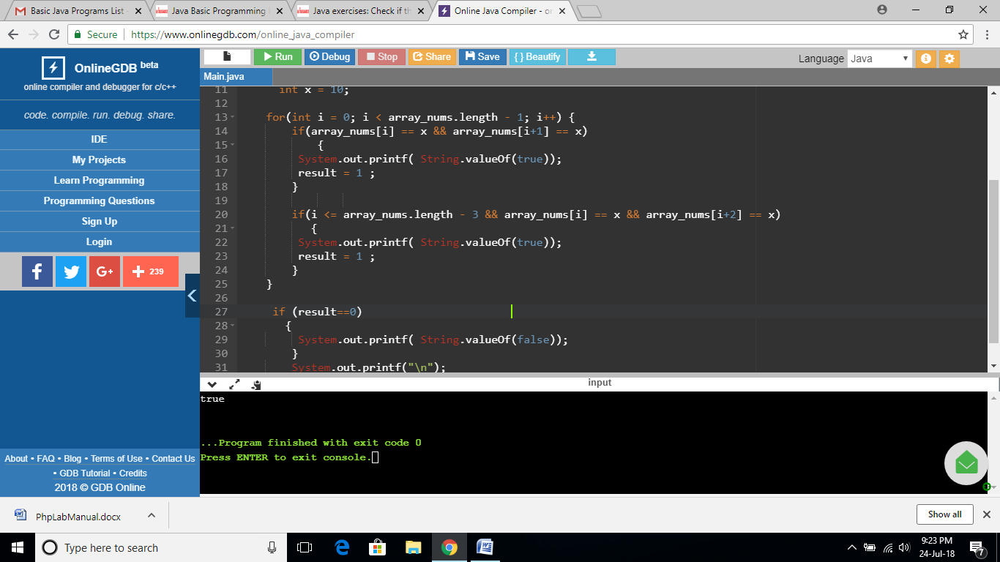 Basic Java Programs List -
Java Basic Programming
Java exercises: Check if th
Online Java Compiler - on
Secure
https://www.onlinegdb.com/online_java_compiler
OnlineGDB beta
online compiler and debugger for c/c++
code. compile. run. debug. share.
IDE
My Projects
Learn Programming
Programming Questions
Sign Up
Login
f
G+
+ 239
About • FAQ • Blog • Terms of Use • Contact Us
• GDB Tutorial • Credits
2018 © GDB Online
Run
Debug
Stop
Share
Save
{ } Beautify
Language Java
Main.java
11 int x = 10;
12
13 for(int i = 0; i < array_nums.length - 1; i++) {
14 if(array_nums[i] == x && array_nums[i+1] == x)
15 {
16 System.out.printf( String.valueOf(true));
17 result = 1 ;
18 }
19
20 if(i <= array_nums.length - 3 && array_nums[i] == x && array_nums[i+2] == x)
21 {
22 System.out.printf( String.valueOf(true));
23 result = 1 ;
24 }
25 }
26
27 if (result==0)
28 {
29 System.out.printf( String.valueOf(false));
30 }
31 System.out.printf("\n");
input
true
...Program finished with exit code 0
Press ENTER to exit console.
PhpLabManual.docx
Show all
Type here to search
9:23 PM
24-Jul-18
7